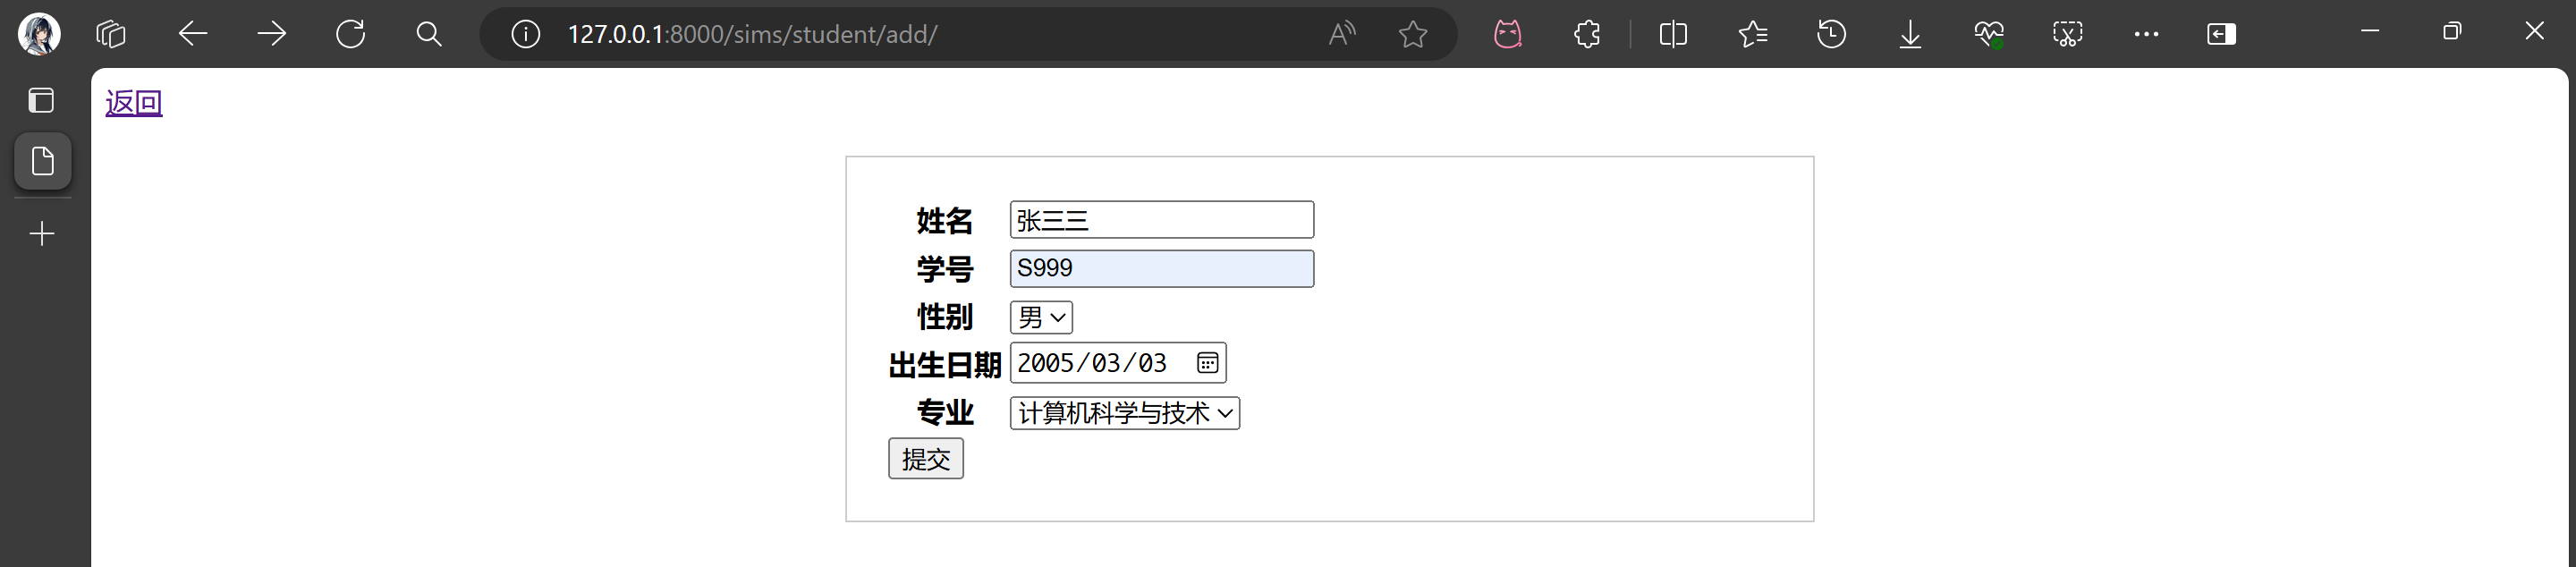 127.0.0.1:8000/sims/student/add/
返回
姓名 张三三
学号 S999
性别 男
出生日期 2005/03/03
专业 计算机科学与技术
提交